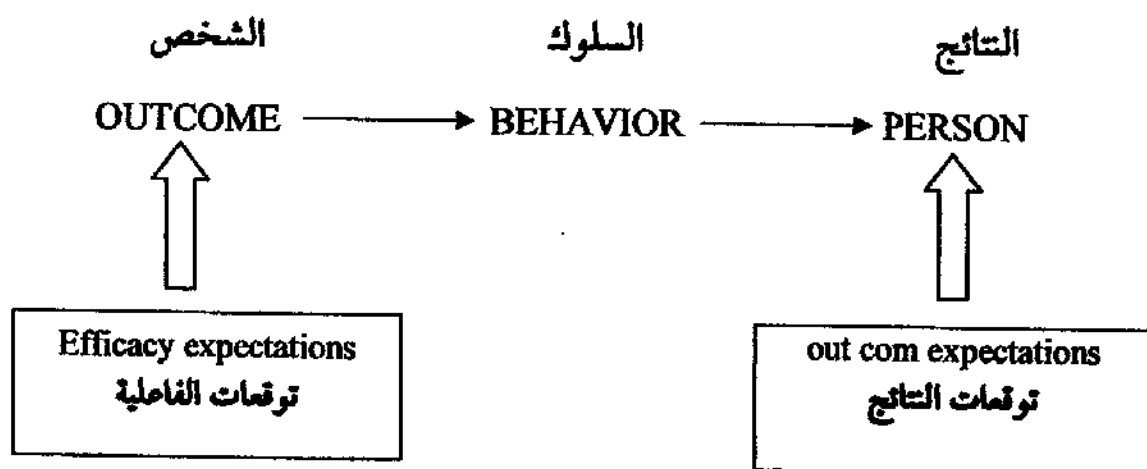 الشخص
السلوك
النتائج
OUTCOME
BEHAVIOR
PERSON
Efficacy expectations
توقعات الفاعلية
out com expectations
توقعات النتائج